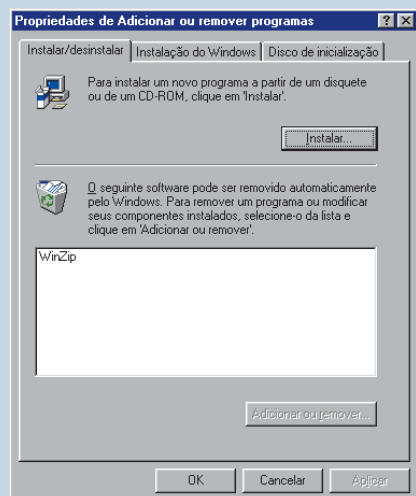 Propriedades de Adicionar ou remover programas
Instalar/desinstalar
Instalação do Windows
Disco de inicialização
Para instalar um novo programa a partir de um disquete
ou de um CD-ROM, clique em 'Instalar'.
Instalar...
O seguinte software pode ser removido automaticamente
pelo Windows. Para remover um programa ou modificar
seus componentes instalados, selecione-o da lista e
clique em 'Adicionar ou remover'.
WinZip
Adicionar ou remover...
OK
Cancelar
Aplicar